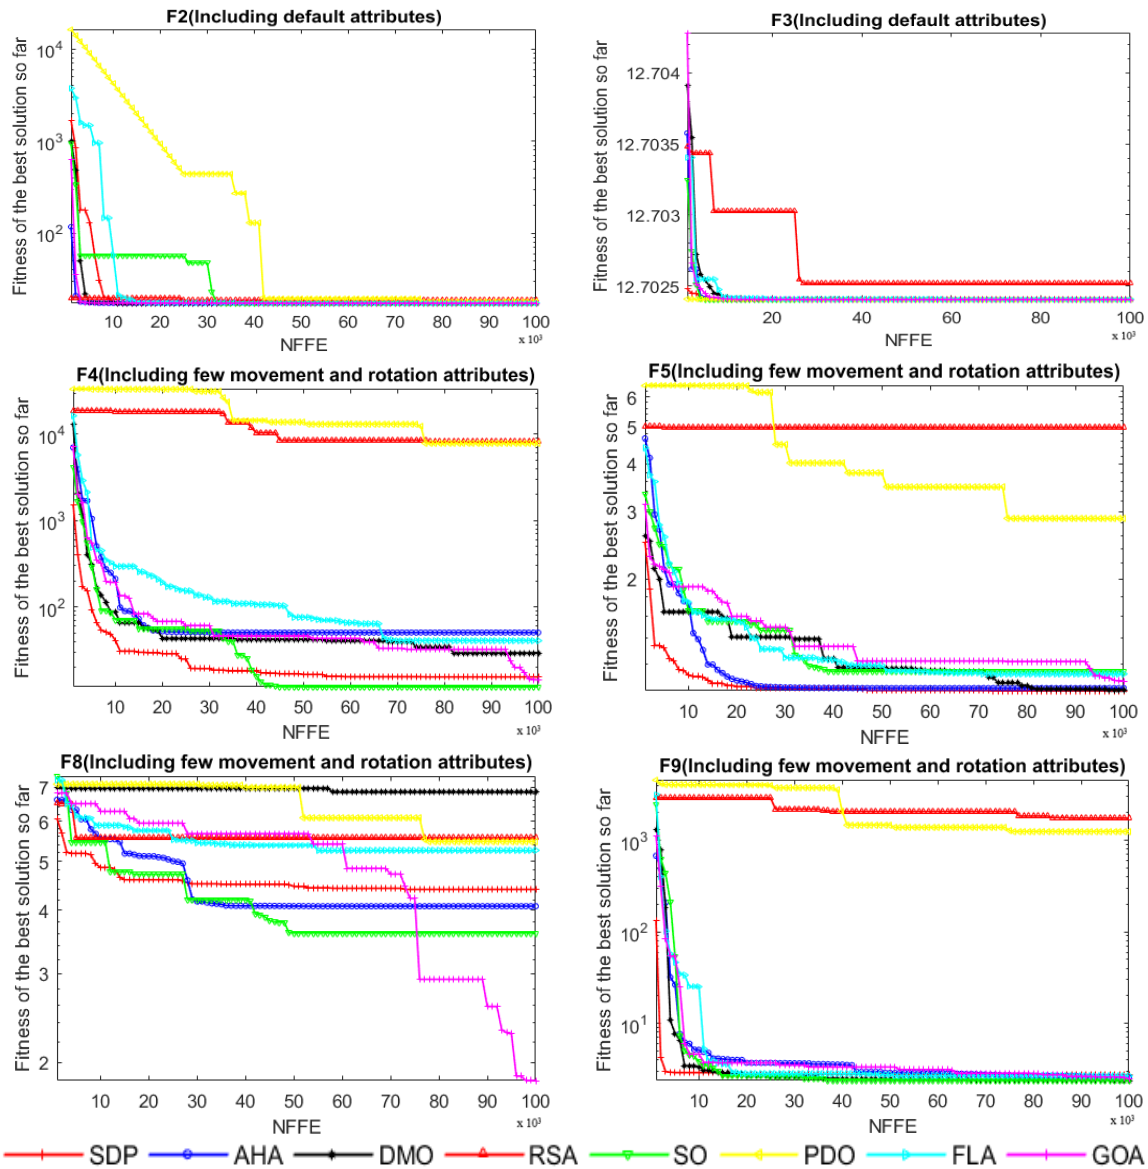 F2(Including default attributes)
Fitness of the best solution so far
10^4
10^3
10^2
10 20 30 40 50 60 70 80 90 100
NFFE
x 10^3
F3(Including default attributes)
Fitness of the best solution so far
12.704
12.7035
12.703
12.7025
20 40 60 80 100
NFFE
x 10^3
F4(Including few movement and rotation attributes)
Fitness of the best solution so far
10^4
10^3
10^2
10 20 30 40 50 60 70 80 90 100
NFFE
x 10^3
F5(Including few movement and rotation attributes)
Fitness of the best solution so far
6
5
4
3
2
10 20 30 40 50 60 70 80 90 100
NFFE
x 10^3
F8(Including few movement and rotation attributes)
Fitness of the best solution so far
7
6
5
4
3
2
10 20 30 40 50 60 70 80 90 100
NFFE
x 10^3
F9(Including few movement and rotation attributes)
Fitness of the best solution so far
10^3
10^2
10^1
10 20 30 40 50 60 70 80 90 100
NFFE
x 10^3
SDP AHA DMO RSA SO PDO FLA GOA